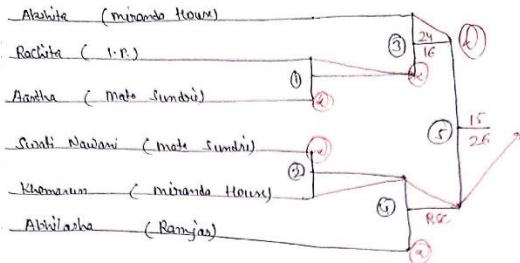 Akshita (miranda House)
Rachita ( I.P. )
Aastha ( mata Sundri)
Swati Nawani (mata Sundri)
(miranda House)
Abhilasha (Ramjas)
①
②
③
24
16
④
RSC
⑤
15
26